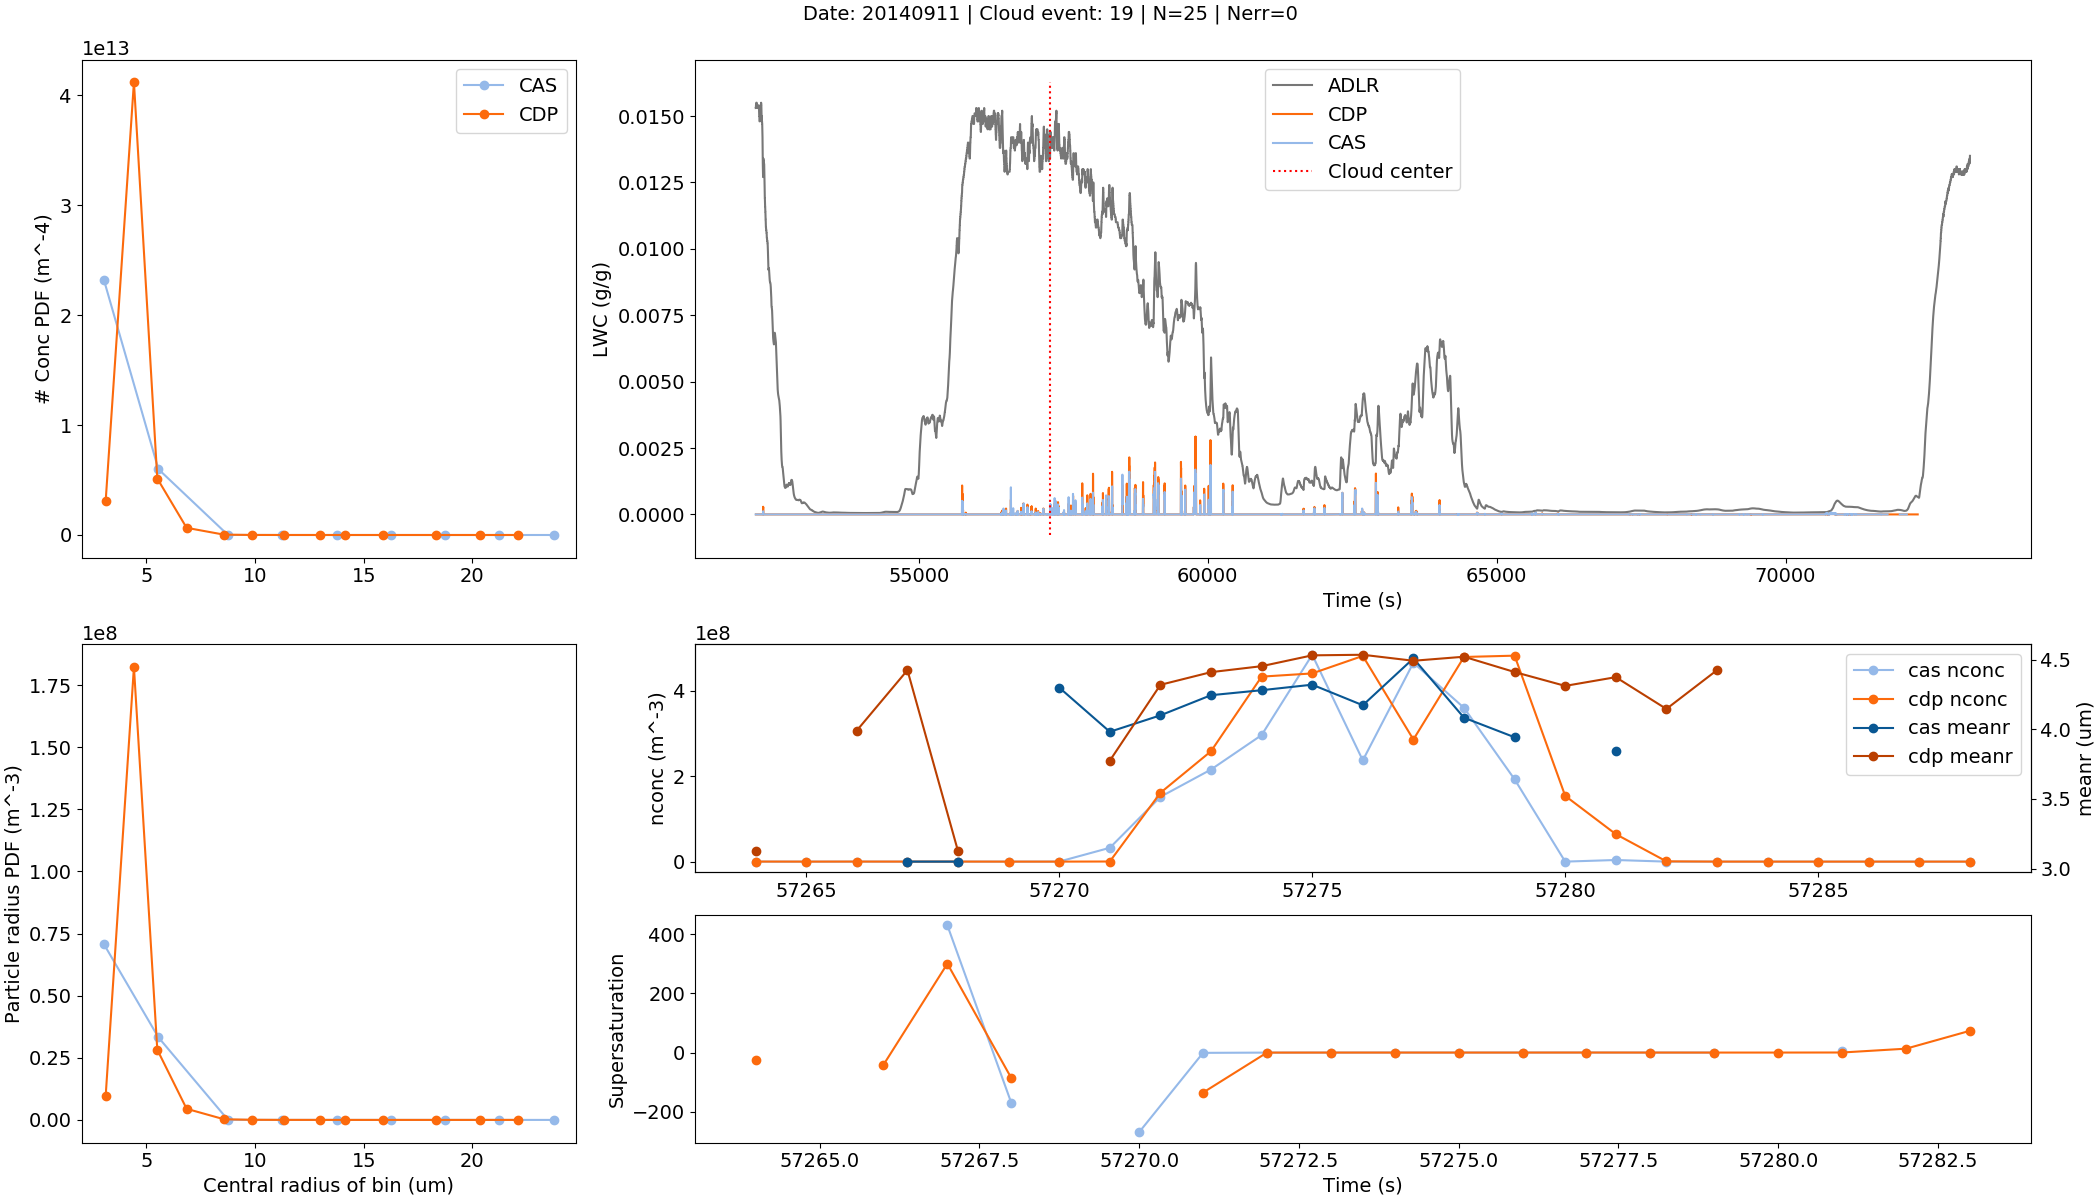 Date: 20140911 | Cloud event: 19 | N=25 | Nerr=0
1e13
CAS
CDP
4
3
2
1
0
# Conc PDF (m^-4)
5
10
15
20
ADLR
CDP
CAS
Cloud center
0.0150
0.0125
0.0100
0.0075
0.0050
0.0025
0.0000
LWC (g/g)
55000
60000
65000
70000
Time (s)
1e8
1.75
1.50
1.25
1.00
0.75
0.50
0.25
0.00
Particle radius PDF (m^-3)
5
10
15
20
Central radius of bin (um)
1e8
cas nconc
cdp nconc
cas meanr
cdp meanr
4
2
0
nconc (m^-3)
4.5
4.0
3.5
3.0
meanr (um)
57265
57270
57275
57280
57285
400
200
0
−200
Supersaturation
57265.0
57267.5
57270.0
57272.5
57275.0
57277.5
57280.0
57282.5
Time (s)